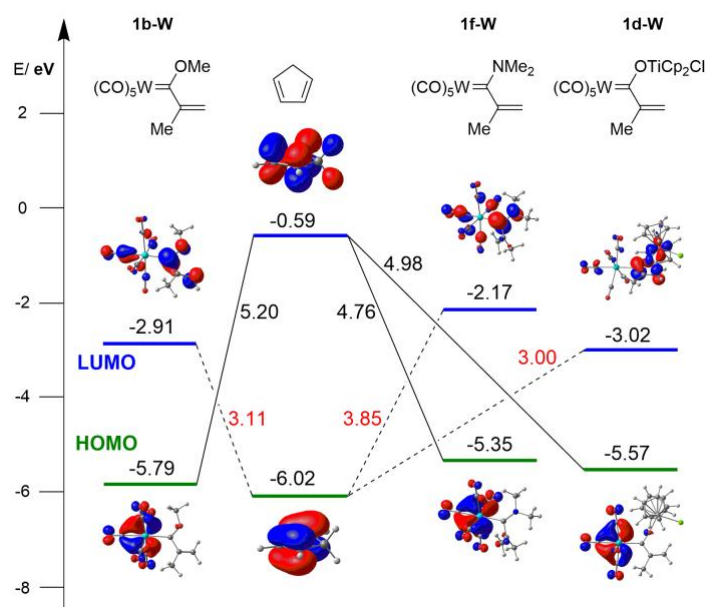 1b-W 1f-W 1d-W
E/ eV
(CO)₅W OMe Me
(CO)₅W NMe₂ Me
(CO)₅W OTiCp₂Cl Me
2
0
-0.59
4.98
-2.17
-2
-2.91
5.20
4.76
-3.02
LUMO
3.00
-4
3.11
3.85
HOMO
-5.35
-5.57
-5.79
-6.02
-6
-8